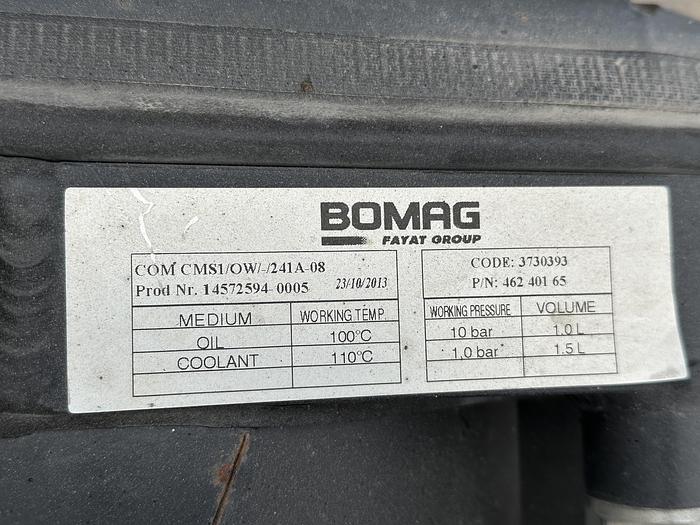 BOMAG
FAYAT GROUP
COM CMS1/OW/-/241A-08
Prod Nr. 14572594-0005 23/10/2013
CODE: 3730393
P/N: 462 401 65
MEDIUM WORKING TEMP. WORKING PRESSURE VOLUME
OIL 100°C 10 bar 1.0 L
COOLANT 110°C 1,0 bar 1.5 L